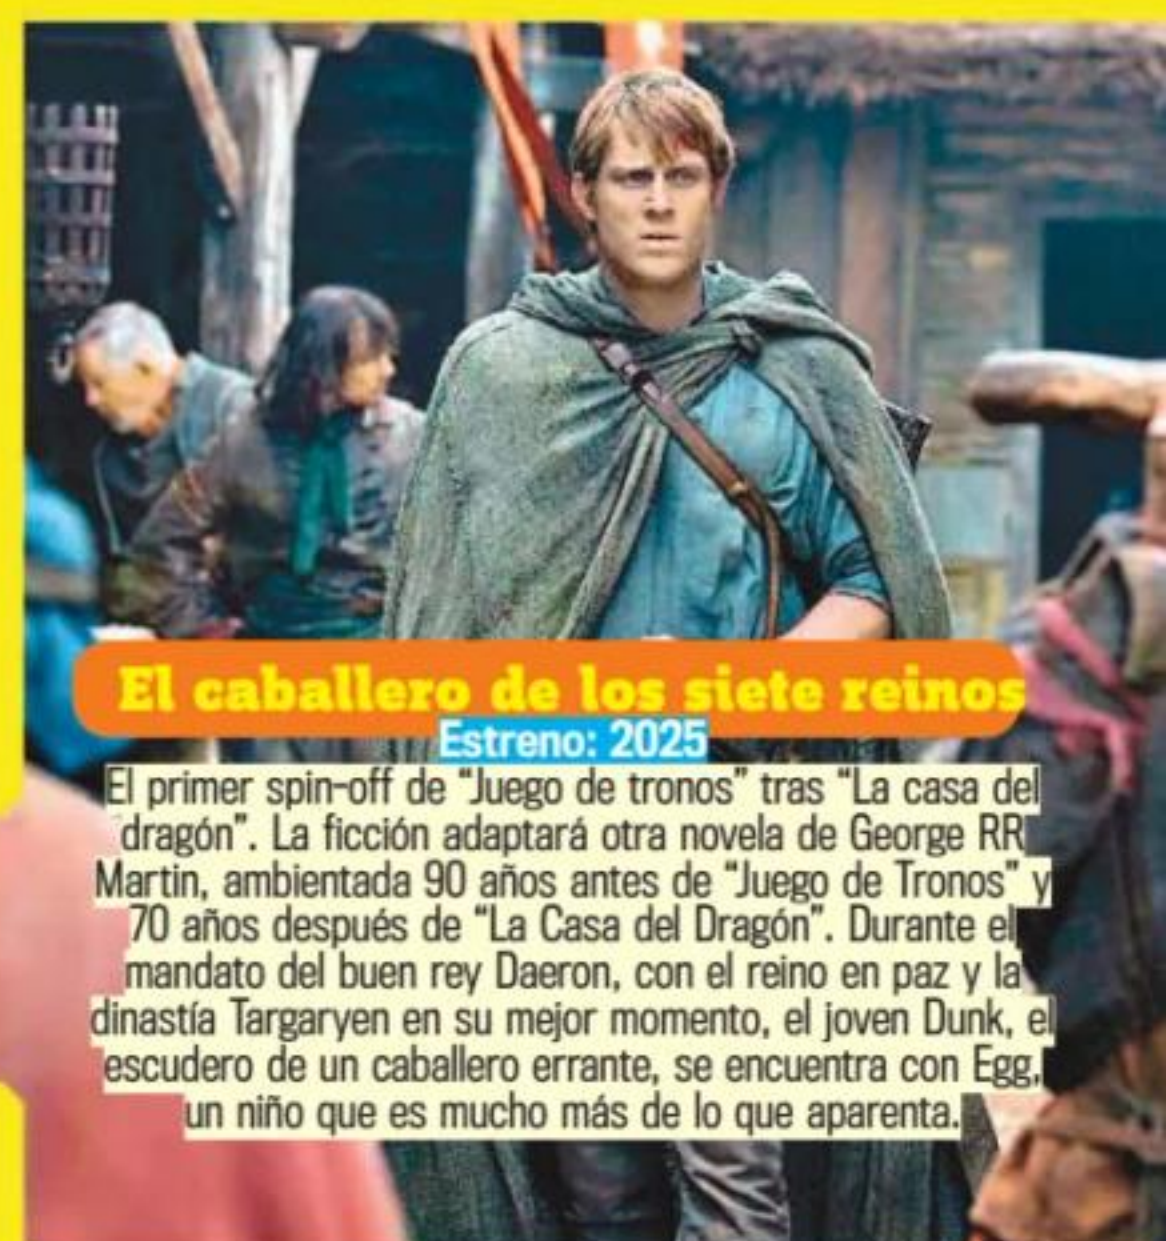 El caballero de los siete reinos
Estreno: 2025
El primer spin-off de “Juego de tronos” tras “La casa del
dragón”. La ficción adaptará otra novela de George RR
Martin, ambientada 90 años antes de “Juego de Tronos” y
70 años después de “La Casa del Dragón”. Durante el
mandato del buen rey Daeron, con el reino en paz y la
dinastía Targaryen en su mejor momento, el joven Dunk, el
escudero de un caballero errante, se encuentra con Egg,
un niño que es mucho más de lo que aparenta.